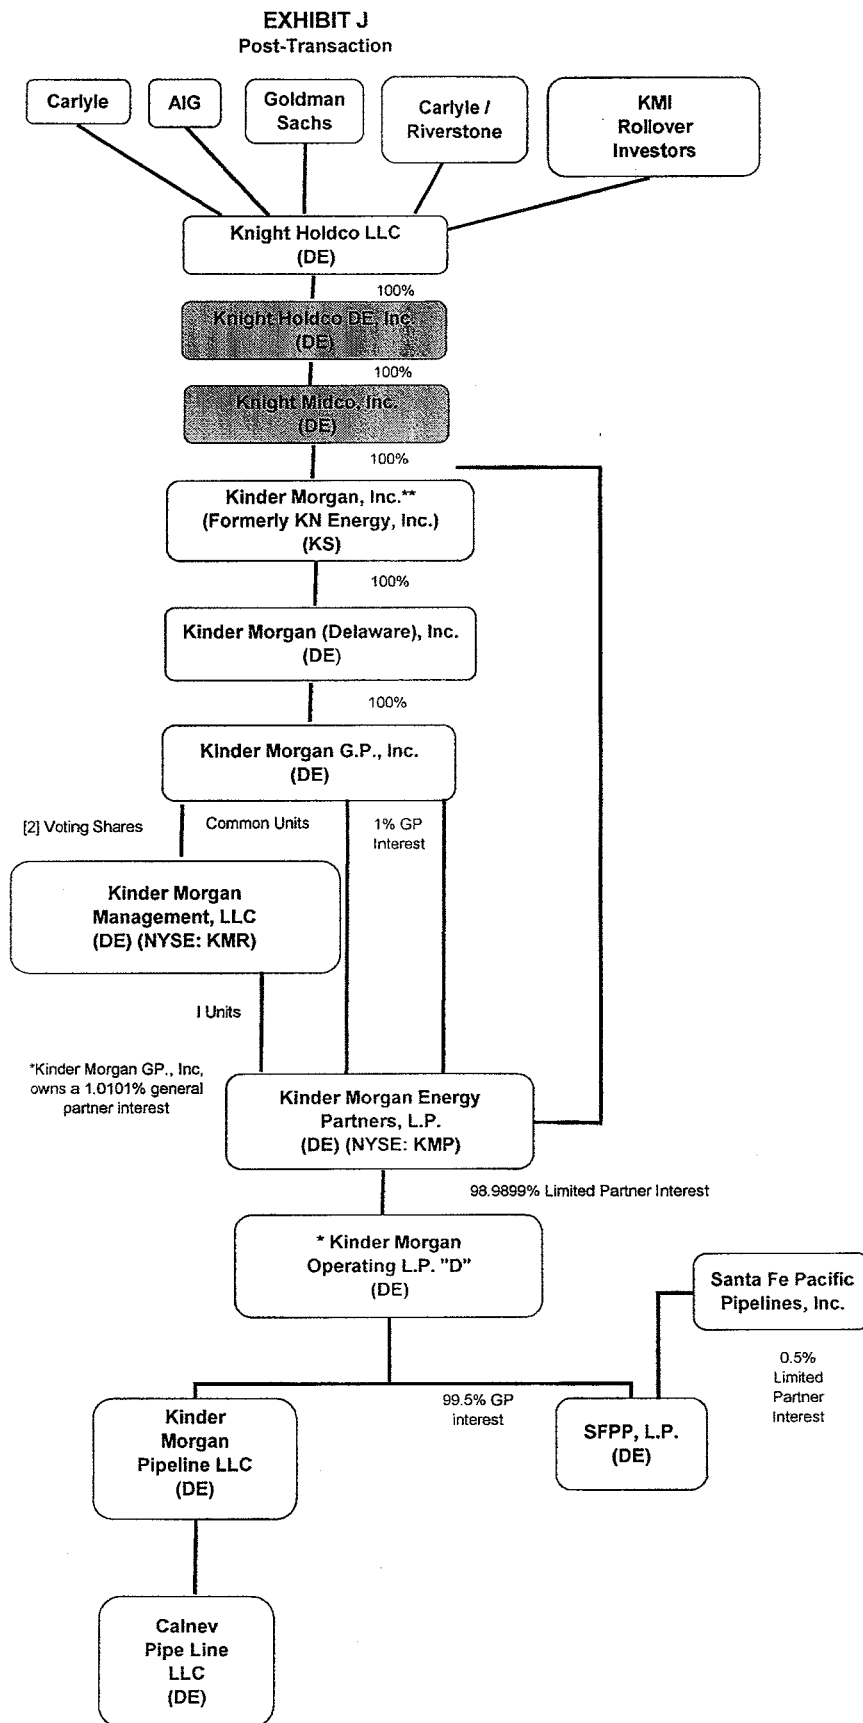 EXHIBIT J
Post-Transaction
Carlyle
AIG
Goldman
Sachs
Carlyle /
Riverstone
KMI
Rollover
Investors
Knight Holdco LLC
(DE)
100%
Knight Holdco DE, Inc.
(DE)
100%
Knight Midco, Inc.
(DE)
100%
Kinder Morgan, Inc.**
(Formerly KN Energy, Inc.)
(KS)
100%
Kinder Morgan (Delaware), Inc.
(DE)
100%
Kinder Morgan G.P., Inc.
(DE)
[2] Voting Shares
Common Units
1% GP
Interest
Kinder Morgan
Management, LLC
(DE) (NYSE: KMR)
I Units
*Kinder Morgan GP., Inc,
owns a 1.0101% general
partner interest
Kinder Morgan Energy
Partners, L.P.
(DE) (NYSE: KMP)
98.9899% Limited Partner Interest
* Kinder Morgan
Operating L.P. "D"
(DE)
Santa Fe Pacific
Pipelines, Inc.
0.5%
Limited
Partner
Interest
99.5% GP
interest
Kinder
Morgan
Pipeline LLC
(DE)
SFPP, L.P.
(DE)
Calnev
Pipe Line
LLC
(DE)